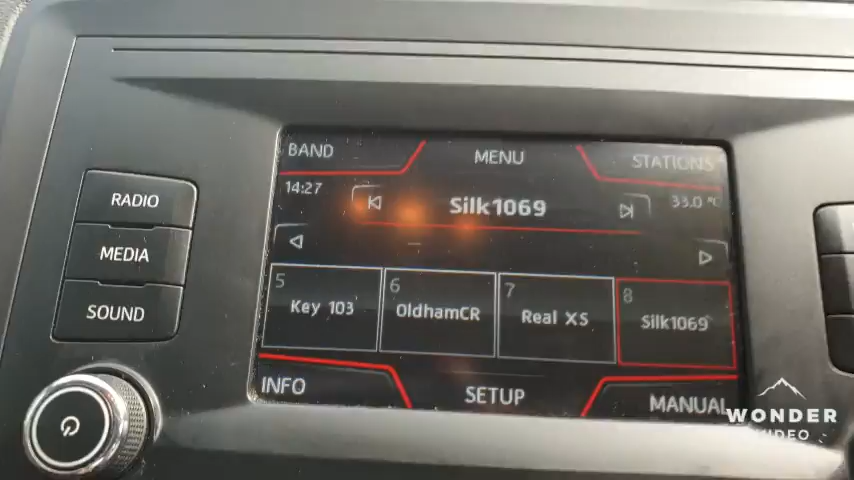 BAND
MENU
STATIONS
14:27
Silk1069
33.0 °C
RADIO
MEDIA
SOUND
5
Key 103
6
OldhamCR
7
Real XS
8
Silk1069
INFO
SETUP
MANUAL
WONDER
VIDEO